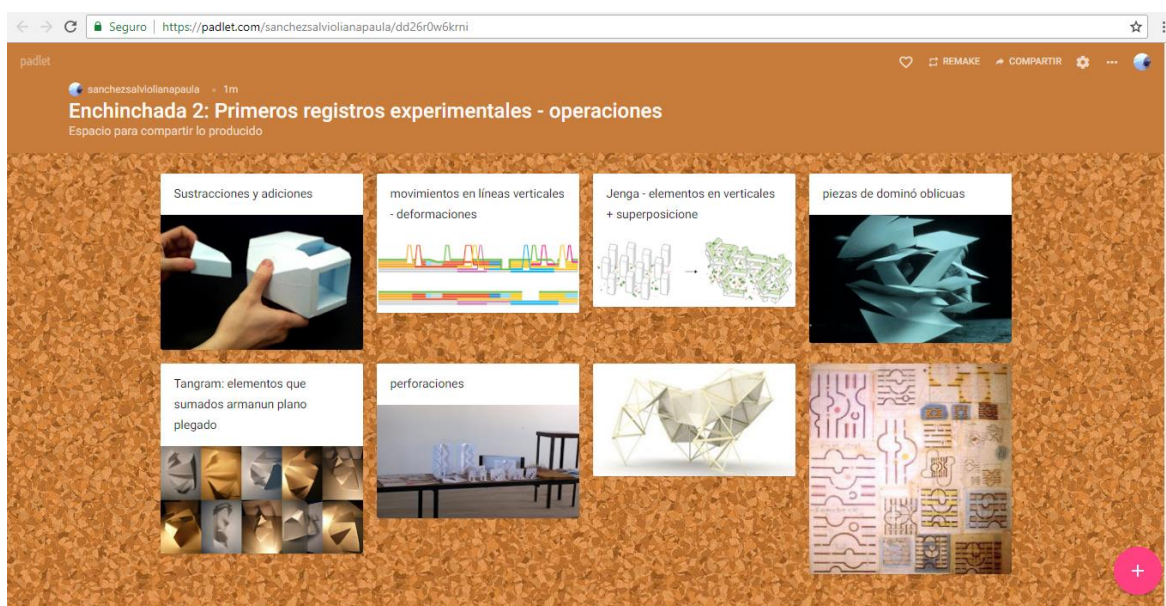 Seguro | https://padlet.com/sanchezsalviolianapaula/dd26r0w6krni
padlet
REMAKE
COMPARTIR
sanchezsalviolianapaula • 1m
Enchinchada 2: Primeros registros experimentales - operaciones
Espacio para compartir lo producido
Sustracciones y adiciones
movimientos en líneas verticales
- deformaciones
Jenga - elementos en verticales
+ superposicione
piezas de dominó oblicuas
Tangram: elementos que
sumados armanun plano
plegado
perforaciones